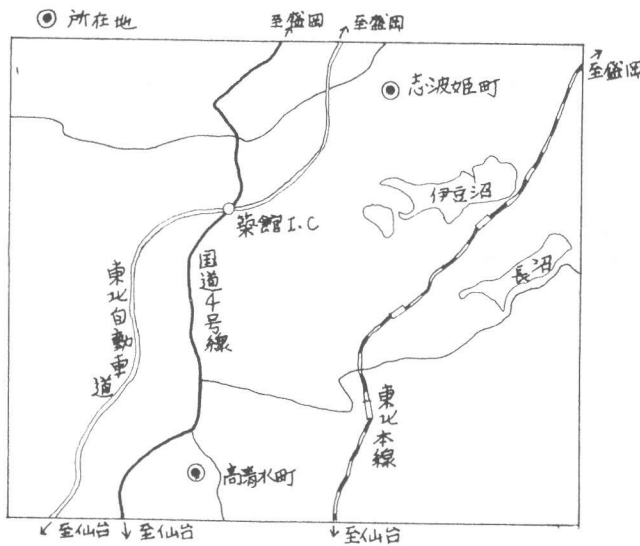 所在地
至盛岡
至盛岡
至盛岡
志波姫町
伊豆沼
築館I.C
長沼
国道4号線
東北自動車道
東北本線
高清水町
至仙台
至仙台
至仙台